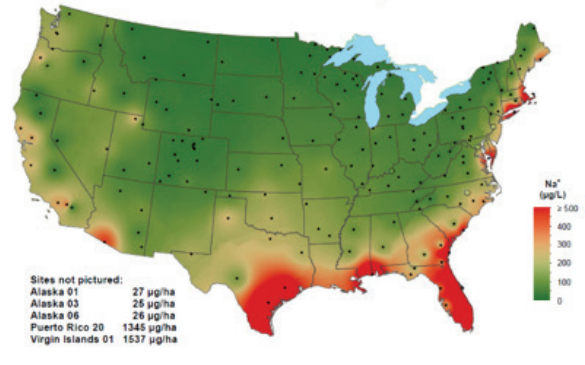 Na⁺
(µg/L)
≥ 500
400
300
200
100
0
Sites not pictured:
Alaska 01 27 µg/ha
Alaska 03 25 µg/ha
Alaska 06 26 µg/ha
Puerto Rico 20 1345 µg/ha
Virgin Islands 01 1537 µg/ha